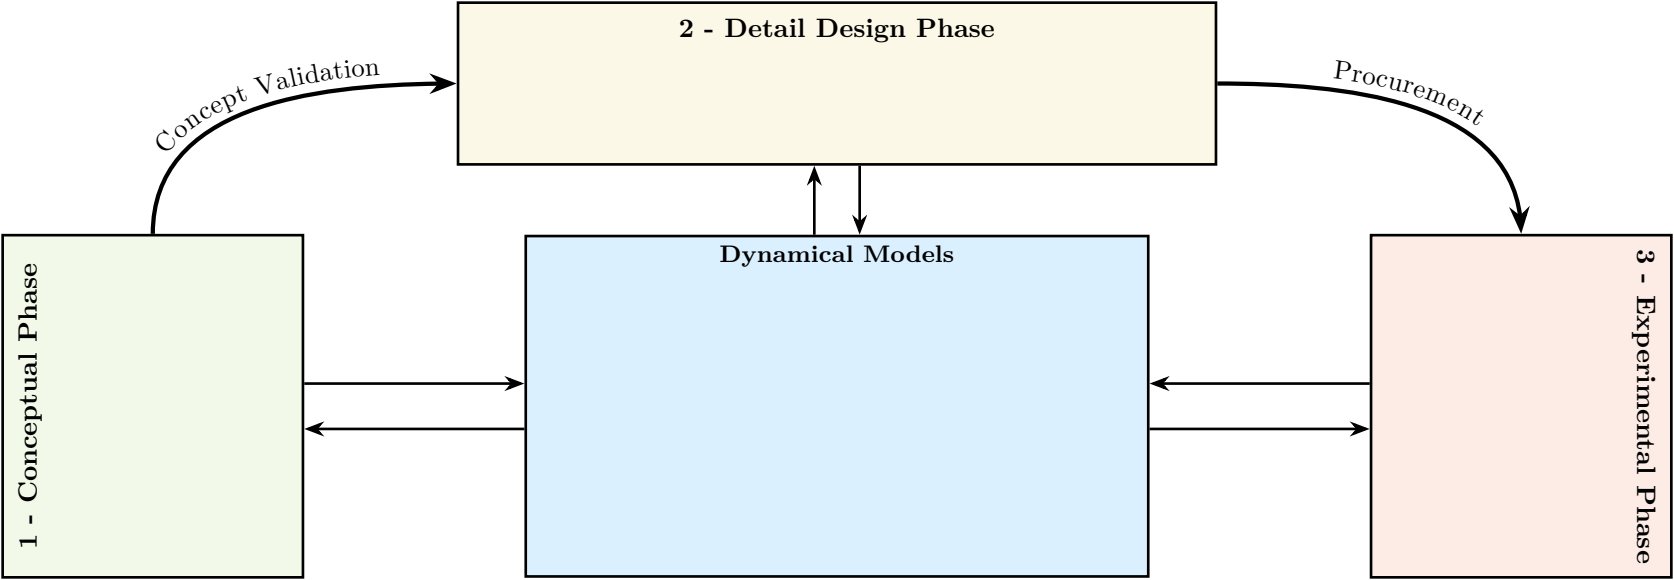 2 - Detail Design Phase
Concept Validation
Procurement
Dynamical Models
1 - Conceptual Phase
3 - Experimental Phase